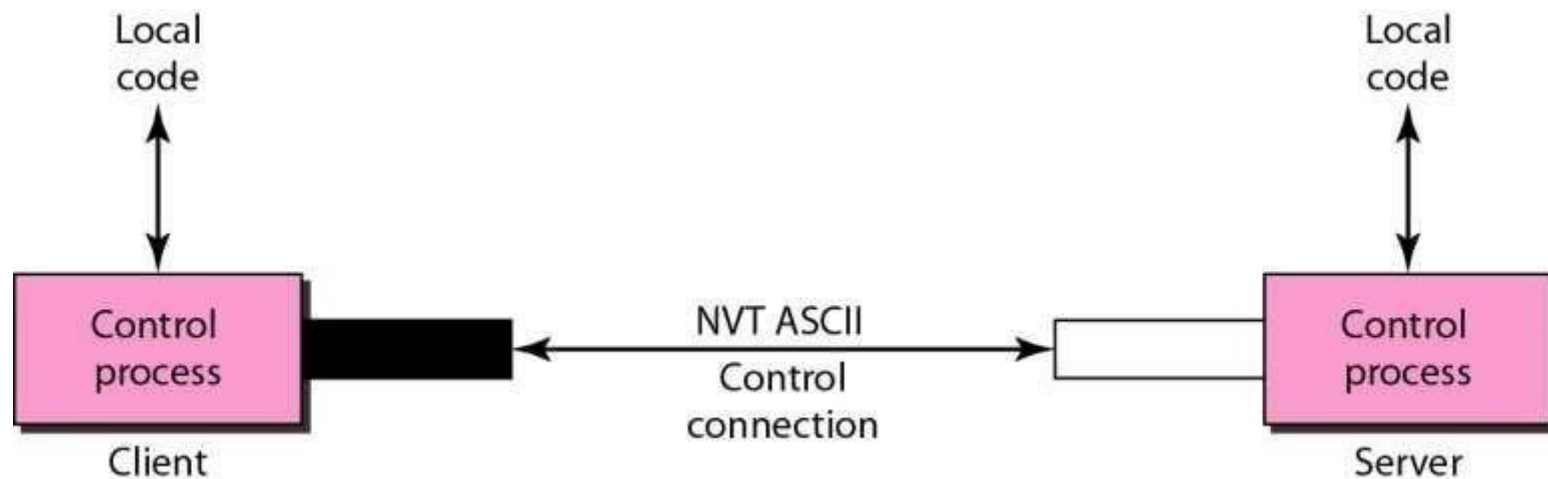 Local
code
Local
code
Control
process
NVT ASCII
Control
connection
Control
process
Client
Server